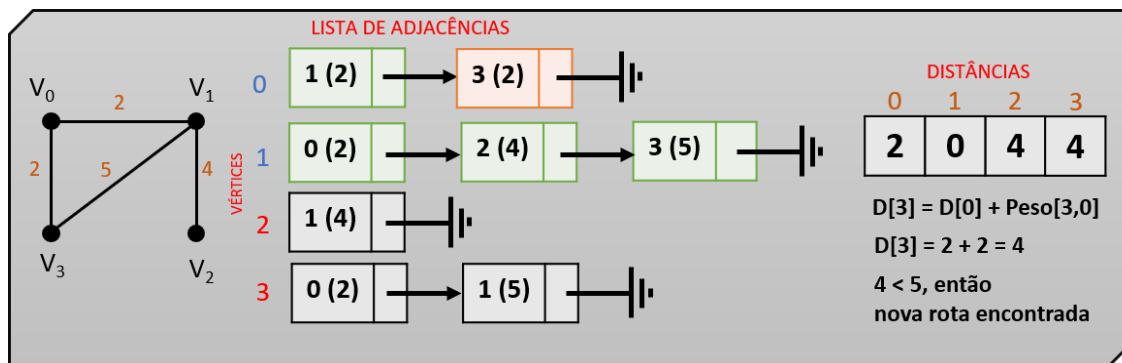 LISTA DE ADJACÊNCIAS
V0 2 V1
2 5 4
V3 V2
VÉRTICES
0 1 (2) 3 (2)
1 0 (2) 2 (4) 3 (5)
2 1 (4)
3 0 (2) 1 (5)
DISTÂNCIAS
0 1 2 3
2 0 4 4
D[3] = D[0] + Peso[3,0]
D[3] = 2 + 2 = 4
4 < 5, então
nova rota encontrada